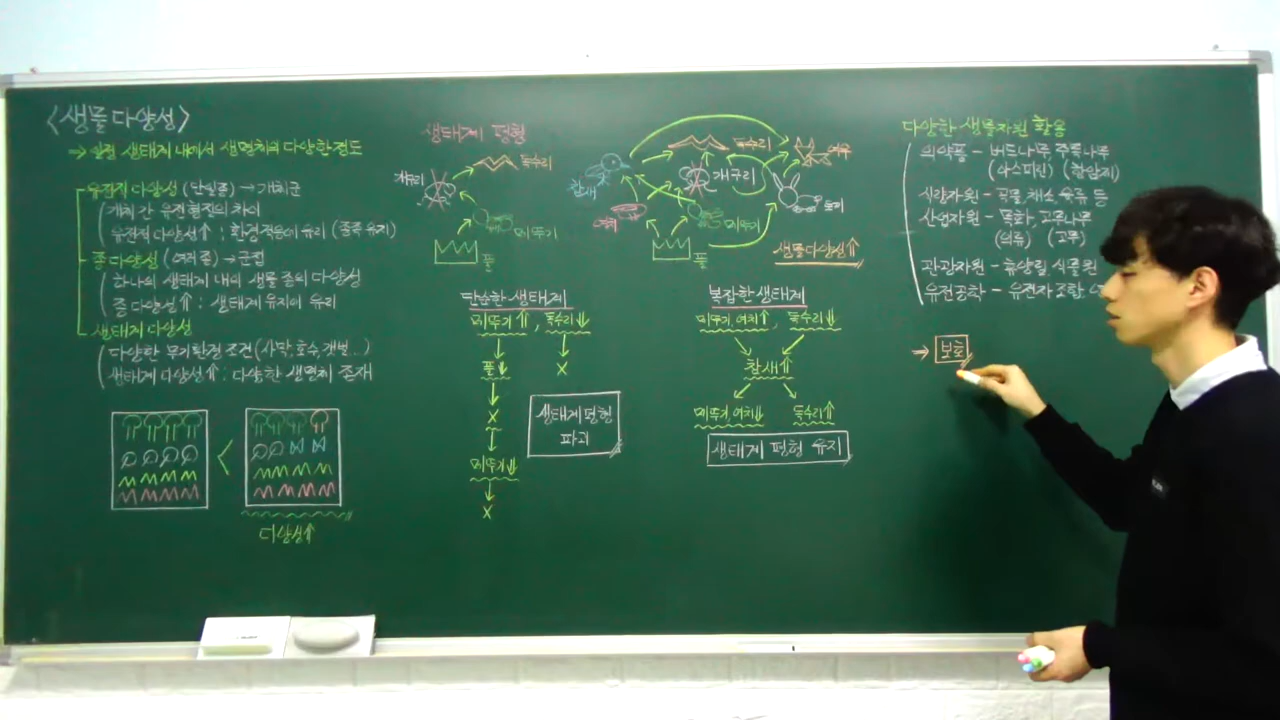 <생물다양성>
→ 일정 생태계 내에서 생명체의 다양한 정도
유전적 다양성 (단일종) → 개체군
개체간 유전형질의 차이
유전적 다양성↑ : 환경 적응에 유리 (종족 유지)
종 다양성 (여러 종) → 군집
하나의 생태계 내에 생물 종의 다양성
종 다양성↑ : 생태계 유지에 유리
생태계 다양성
다양한 무기환경 조건 (사막, 호수, 갯벌...)
생태계 다양성↑ : 다양한 생명체 존재
<
다양성↑
생태계 평형
독수리
개구리
메뚜기
풀
단순한 생태계
메뚜기⇈, 독수리⇊
풀⇊ X
X
메뚜기⇊
X
생태계 평형
파괴
독수리
여우
참새
개구리
토끼
여치
메뚜기
풀
생물다양성↑
복잡한 생태계
메뚜기, 여치↑ 독수리↓
참새↑
메뚜기, 여치↓ 독수리↑
생태계 평형 유지
다양한 생물자원 활용
의약품 - 버드나무, 주목나무
(아스피린) (항암제)
식량자원 - 곡물, 채소, 육류 등
산업자원 - 목화, 고무나무
(의류) (고무)
관광자원 - 휴양림, 식물원
유전공학 - 유전자 조합
⇒ 보호